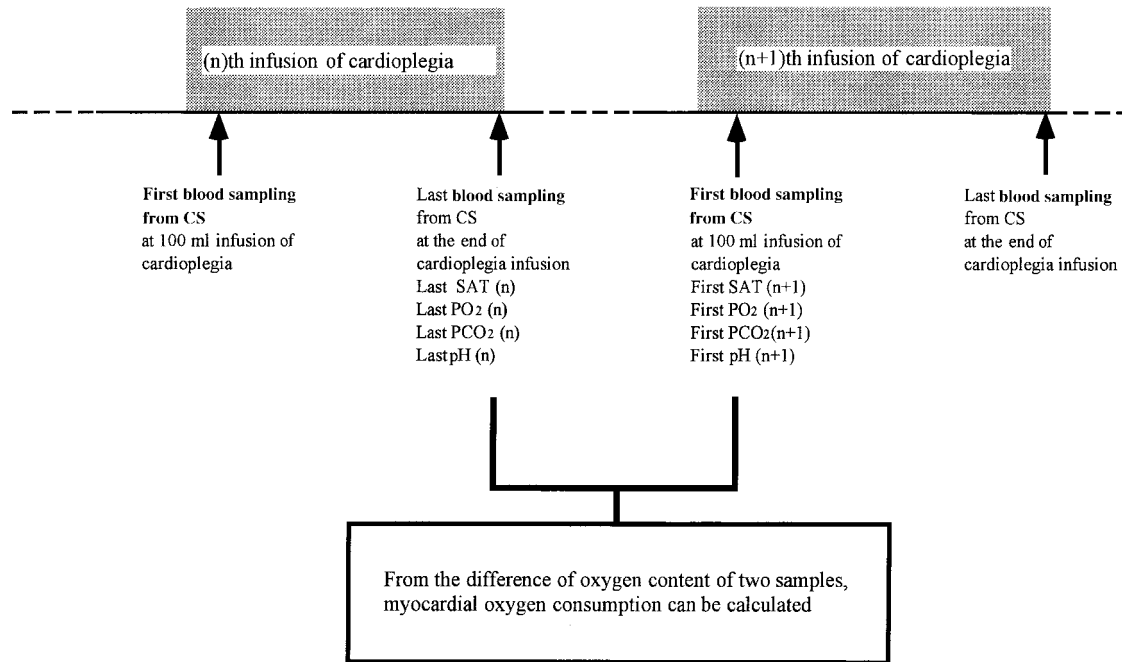 (n)th infusion of cardioplegia
(n+1)th infusion of cardioplegia
First blood sampling
from CS
at 100 ml infusion of
cardioplegia
Last blood sampling
from CS
at the end of
cardioplegia infusion
Last SAT (n)
Last PO2 (n)
Last PCO2 (n)
LastpH (n)
First blood sampling
from CS
at 100 ml infusion of
cardioplegia
First SAT (n+1)
First PO2 (n+1)
First PCO2(n+1)
First pH (n+1)
Last blood sampling
from CS
at the end of
cardioplegia infusion
From the difference of oxygen content of two samples,
myocardial oxygen consumption can be calculated